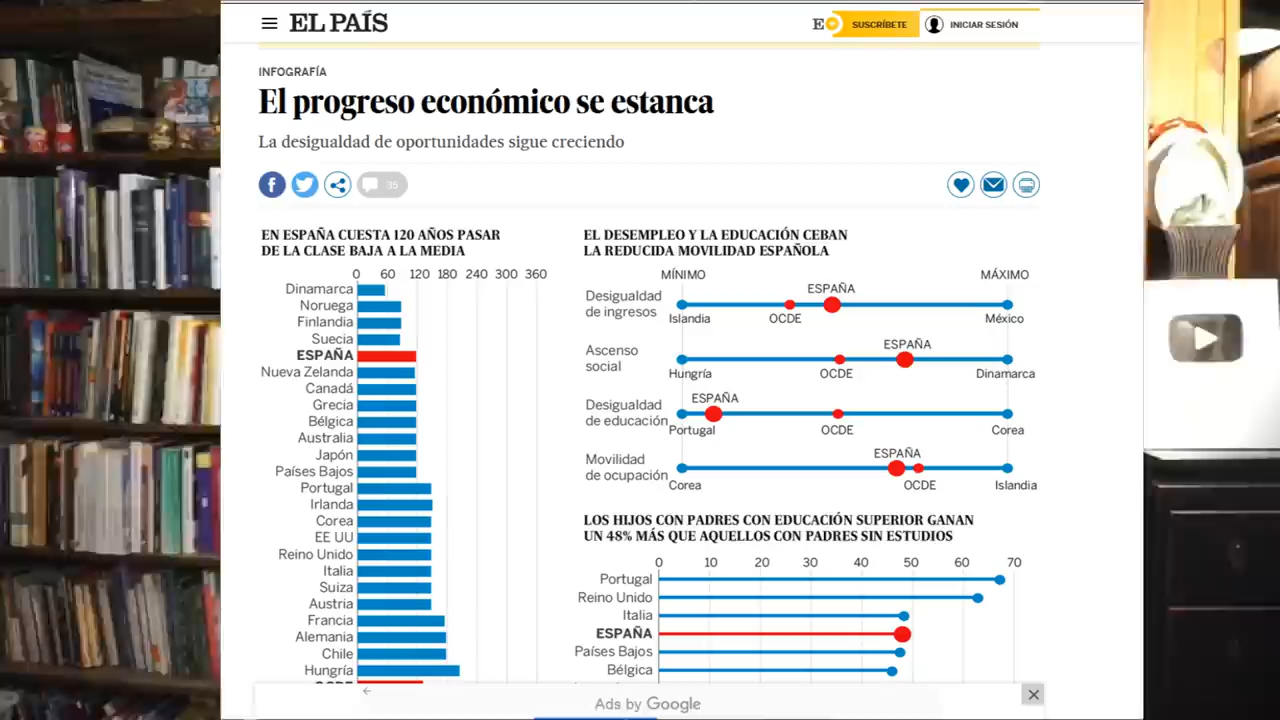 EL PAÍS
E
SUSCRÍBETE
INICIAR SESIÓN
INFOGRAFÍA
El progreso económico se estanca
La desigualdad de oportunidades sigue creciendo
35
EN ESPAÑA CUESTA 120 AÑOS PASAR
DE LA CLASE BAJA A LA MEDIA
0 60 120 180 240 300 360
Dinamarca
Noruega
Finlandia
Suecia
ESPAÑA
Nueva Zelanda
Canadá
Grecia
Bélgica
Australia
Japón
Países Bajos
Portugal
Irlanda
Corea
EE UU
Reino Unido
Italia
Suiza
Austria
Francia
Alemania
Chile
Hungría
EL DESEMPLEO Y LA EDUCACIÓN CEBAN
LA REDUCIDA MOVILIDAD ESPAÑOLA
MÍNIMO MÁXIMO
ESPAÑA
Desigualdad
de ingresos
Islandia OCDE México
ESPAÑA
Ascenso
social
Hungría OCDE Dinamarca
ESPAÑA
Desigualdad
de educación
Portugal OCDE Corea
ESPAÑA
Movilidad
de ocupación
Corea OCDE Islandia
LOS HIJOS CON PADRES CON EDUCACIÓN SUPERIOR GANAN
UN 48% MÁS QUE AQUELLOS CON PADRES SIN ESTUDIOS
0 10 20 30 40 50 60 70
Portugal
Reino Unido
Italia
ESPAÑA
Países Bajos
Bélgica
Ads by Google